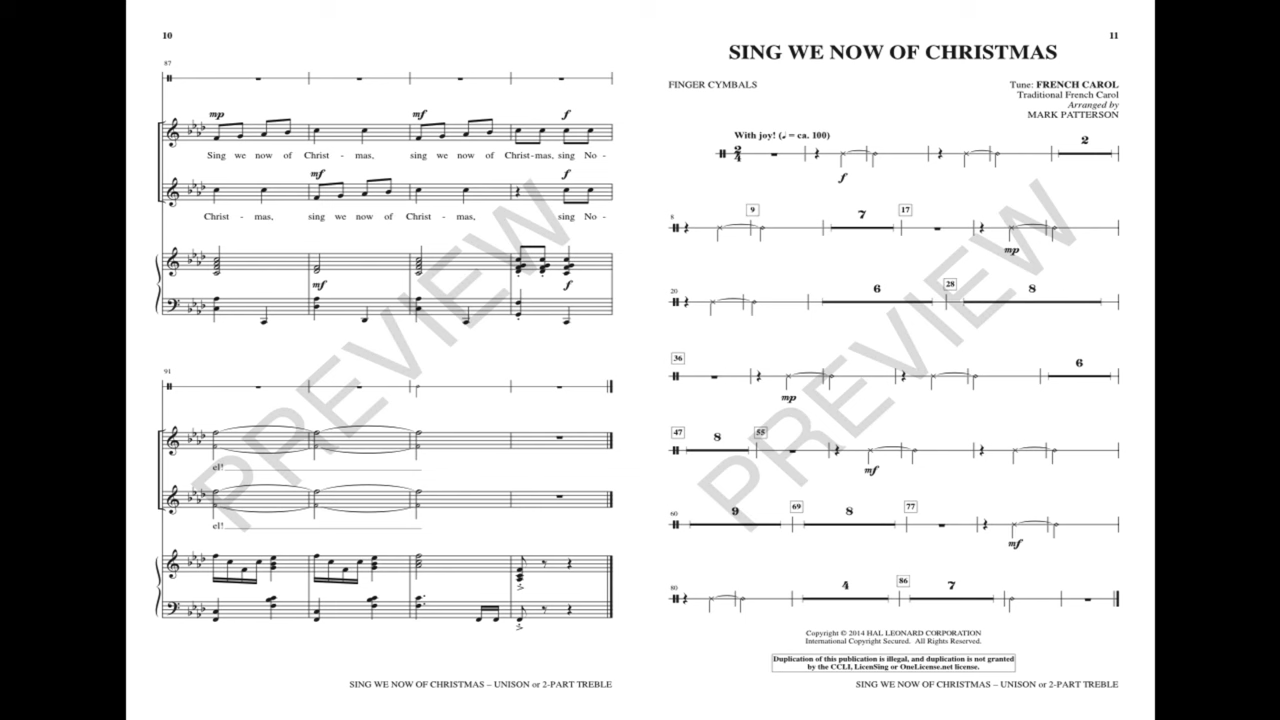 10
87
mp
mf
f
Sing we now of Christ - mas, sing we now of Christ-mas, sing No -
mf
f
Christ - mas, sing we now of Christ - mas, sing No -
mf
f
91
el!
el!
PREVIEW
SING WE NOW OF CHRISTMAS – UNISON or 2-PART TREBLE
11
SING WE NOW OF CHRISTMAS
FINGER CYMBALS
Tune: FRENCH CAROL
Traditional French Carol
Arranged by
MARK PATTERSON
With joy! (♩ = ca. 100)
2
4
2
f
8
9
7
17
mp
20
6
28
8
36
6
mp
47
8
55
mf
60
9
69
8
77
mf
80
4
86
7
PREVIEW
Copyright © 2014 HAL LEONARD CORPORATION
International Copyright Secured. All Rights Reserved.
Duplication of this publication is illegal, and duplication is not granted
by the CCLI, LicenSing or OneLicense.net license.
SING WE NOW OF CHRISTMAS – UNISON or 2-PART TREBLE